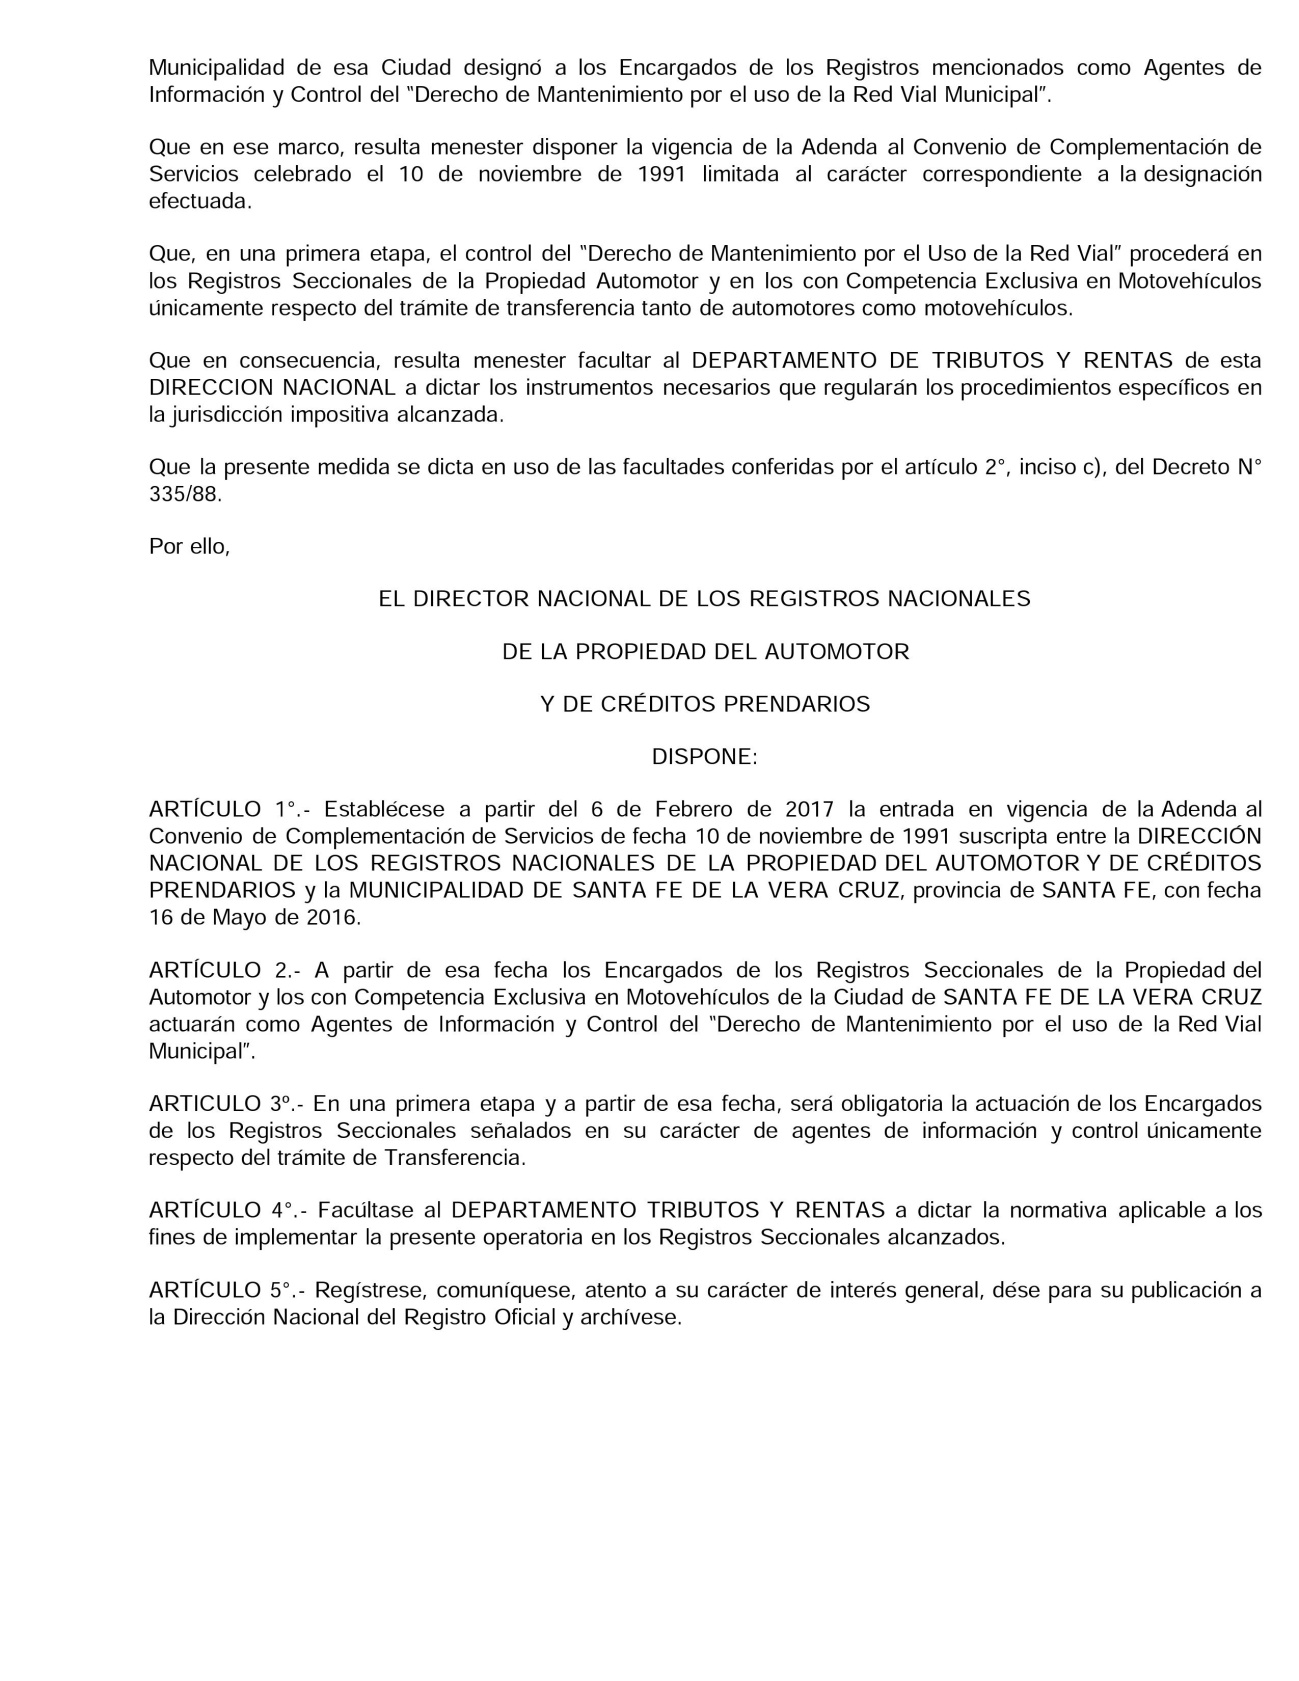 Municipalidad de esa Ciudad designó a los Encargados de los Registros mencionados como Agentes de
Información y Control del “Derecho de Mantenimiento por el uso de la Red Vial Municipal”.
Que en ese marco, resulta menester disponer la vigencia de la Adenda al Convenio de Complementación de
Servicios celebrado el 10 de noviembre de 1991 limitada al carácter correspondiente a la designación
efectuada.
Que, en una primera etapa, el control del “Derecho de Mantenimiento por el Uso de la Red Vial” procederá en
los Registros Seccionales de la Propiedad Automotor y en los con Competencia Exclusiva en Motovehículos
únicamente respecto del trámite de transferencia tanto de automotores como motovehículos.
Que en consecuencia, resulta menester facultar al DEPARTAMENTO DE TRIBUTOS Y RENTAS de esta
DIRECCION NACIONAL a dictar los instrumentos necesarios que regularán los procedimientos específicos en
la jurisdicción impositiva alcanzada.
Que la presente medida se dicta en uso de las facultades conferidas por el artículo 2°, inciso c), del Decreto N°
335/88.
Por ello,
EL DIRECTOR NACIONAL DE LOS REGISTROS NACIONALES
DE LA PROPIEDAD DEL AUTOMOTOR
Y DE CRÉDITOS PRENDARIOS
DISPONE:
ARTÍCULO 1°.- Establécese a partir del 6 de Febrero de 2017 la entrada en vigencia de la Adenda al
Convenio de Complementación de Servicios de fecha 10 de noviembre de 1991 suscripta entre la DIRECCIÓN
NACIONAL DE LOS REGISTROS NACIONALES DE LA PROPIEDAD DEL AUTOMOTOR Y DE CRÉDITOS
PRENDARIOS y la MUNICIPALIDAD DE SANTA FE DE LA VERA CRUZ, provincia de SANTA FE, con fecha
16 de Mayo de 2016.
ARTÍCULO 2.- A partir de esa fecha los Encargados de los Registros Seccionales de la Propiedad del
Automotor y los con Competencia Exclusiva en Motovehículos de la Ciudad de SANTA FE DE LA VERA CRUZ
actuarán como Agentes de Información y Control del “Derecho de Mantenimiento por el uso de la Red Vial
Municipal”.
ARTICULO 3º.- En una primera etapa y a partir de esa fecha, será obligatoria la actuación de los Encargados
de los Registros Seccionales señalados en su carácter de agentes de información y control únicamente
respecto del trámite de Transferencia.
ARTÍCULO 4°.- Facúltase al DEPARTAMENTO TRIBUTOS Y RENTAS a dictar la normativa aplicable a los
fines de implementar la presente operatoria en los Registros Seccionales alcanzados.
ARTÍCULO 5°.- Regístrese, comuníquese, atento a su carácter de interés general, dése para su publicación a
la Dirección Nacional del Registro Oficial y archívese.